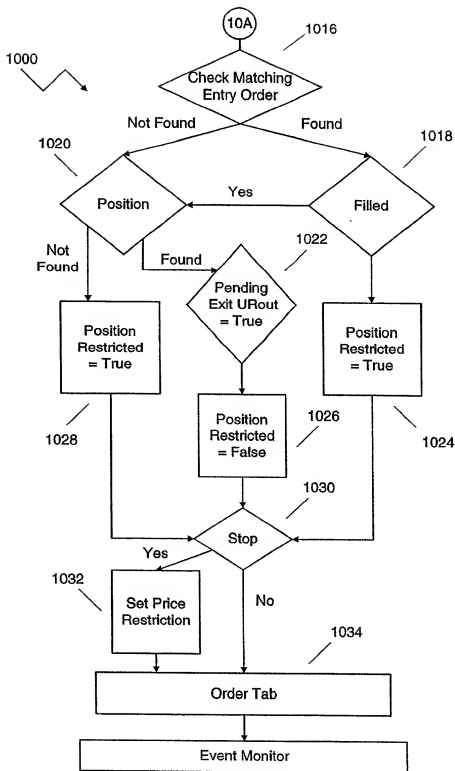 10A
1016
1000
Check Matching
Entry Order
Not Found
Found
1020
1018
Position
Yes
Filled
Not
Found
Found
1022
Pending
Exit URout
= True
Position
Restricted
= True
Position
Restricted
= True
Position
Restricted
= False
1028
1026
1024
1030
Stop
Yes
1032
No
Set Price
Restriction
1034
Order Tab
Event Monitor